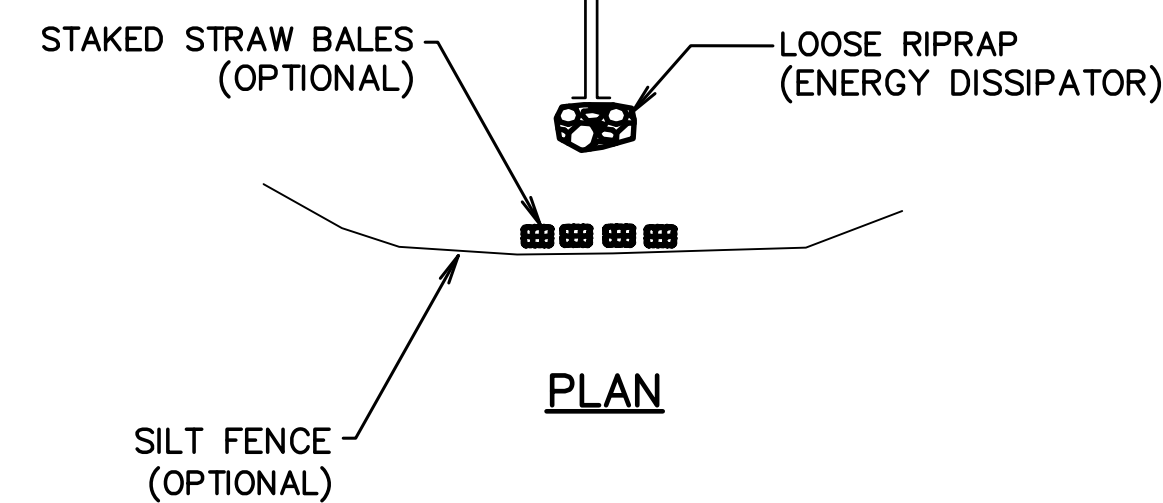 STAKED STRAW BALES
(OPTIONAL)
LOOSE RIPRAP
(ENERGY DISSIPATOR)
PLAN
SILT FENCE
(OPTIONAL)